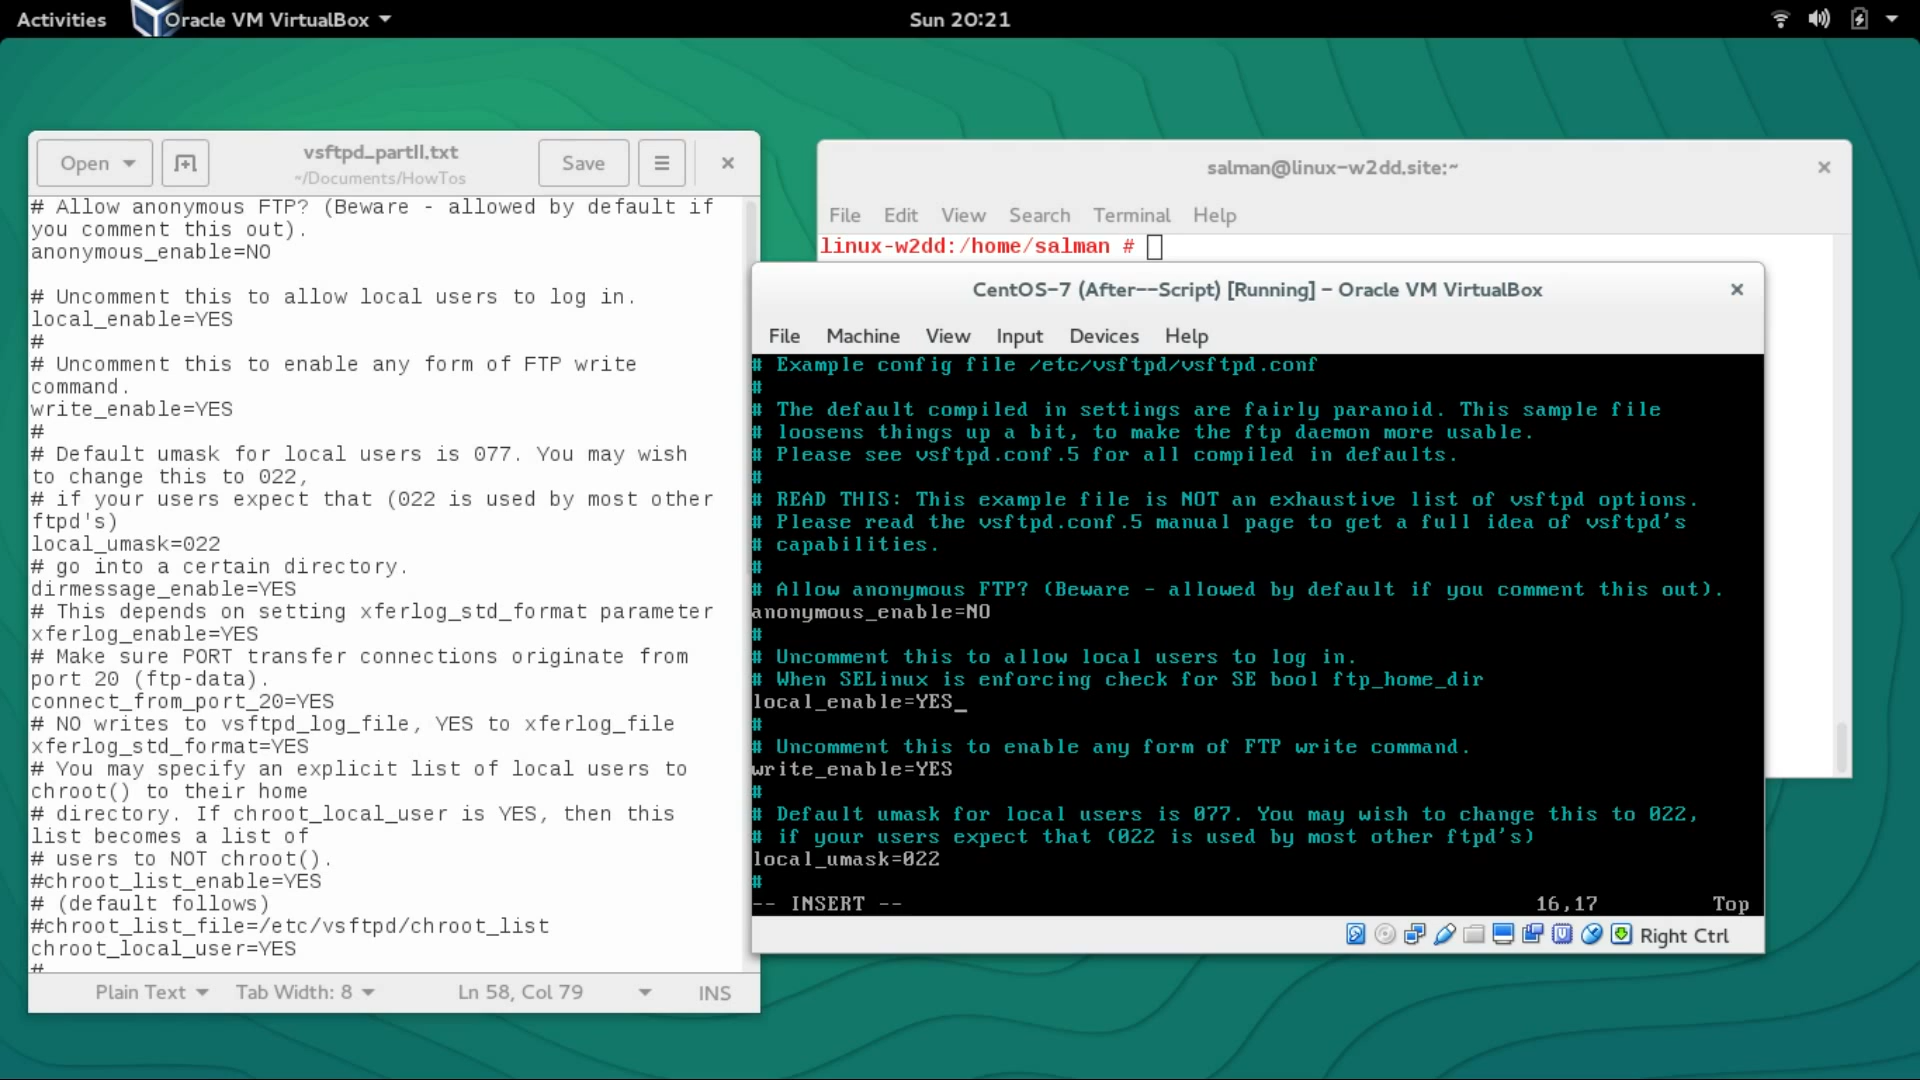 Activities
Oracle VM VirtualBox
Sun 20:21
Open
vsftpd_partII.txt
~/Documents/HowTos
Save
# Allow anonymous FTP? (Beware - allowed by default if
you comment this out).
anonymous_enable=NO
# Uncomment this to allow local users to log in.
local_enable=YES
#
# Uncomment this to enable any form of FTP write
command.
write_enable=YES
#
# Default umask for local users is 077. You may wish
to change this to 022,
# if your users expect that (022 is used by most other
ftpd's)
local_umask=022
# go into a certain directory.
dirmessage_enable=YES
# This depends on setting xferlog_std_format parameter
xferlog_enable=YES
# Make sure PORT transfer connections originate from
port 20 (ftp-data).
connect_from_port_20=YES
# NO writes to vsftpd_log_file, YES to xferlog_file
xferlog_std_format=YES
# You may specify an explicit list of local users to
chroot() to their home
# directory. If chroot_local_user is YES, then this
list becomes a list of
# users to NOT chroot().
#chroot_list_enable=YES
# (default follows)
#chroot_list_file=/etc/vsftpd/chroot_list
chroot_local_user=YES
#
Plain Text
Tab Width: 8
Ln 58, Col 79
INS
salman@linux-w2dd.site:~
File Edit View Search Terminal Help
linux-w2dd:/home/salman #
CentOS-7 (After--Script) [Running] - Oracle VM VirtualBox
File Machine View Input Devices Help
# Example config file /etc/vsftpd/vsftpd.conf
#
# The default compiled in settings are fairly paranoid. This sample file
# loosens things up a bit, to make the ftp daemon more usable.
# Please see vsftpd.conf.5 for all compiled in defaults.
#
# READ THIS: This example file is NOT an exhaustive list of vsftpd options.
# Please read the vsftpd.conf.5 manual page to get a full idea of vsftpd's
# capabilities.
#
# Allow anonymous FTP? (Beware - allowed by default if you comment this out).
anonymous_enable=NO
#
# Uncomment this to allow local users to log in.
# When SELinux is enforcing check for SE bool ftp_home_dir
local_enable=YES
#
# Uncomment this to enable any form of FTP write command.
write_enable=YES
#
# Default umask for local users is 077. You may wish to change this to 022,
# if your users expect that (022 is used by most other ftpd's)
local_umask=022
#
-- INSERT -- 16,17 Top
Right Ctrl